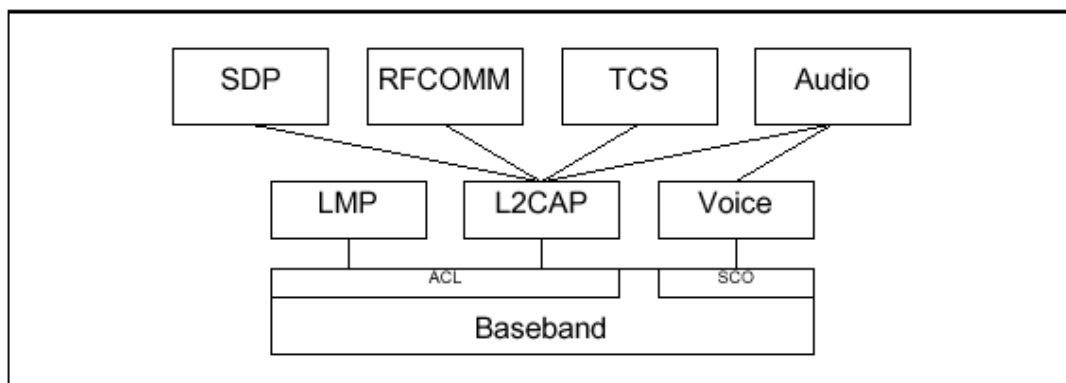 SDP RFCOMM TCS Audio
LMP L2CAP Voice
ACL SCO
Baseband